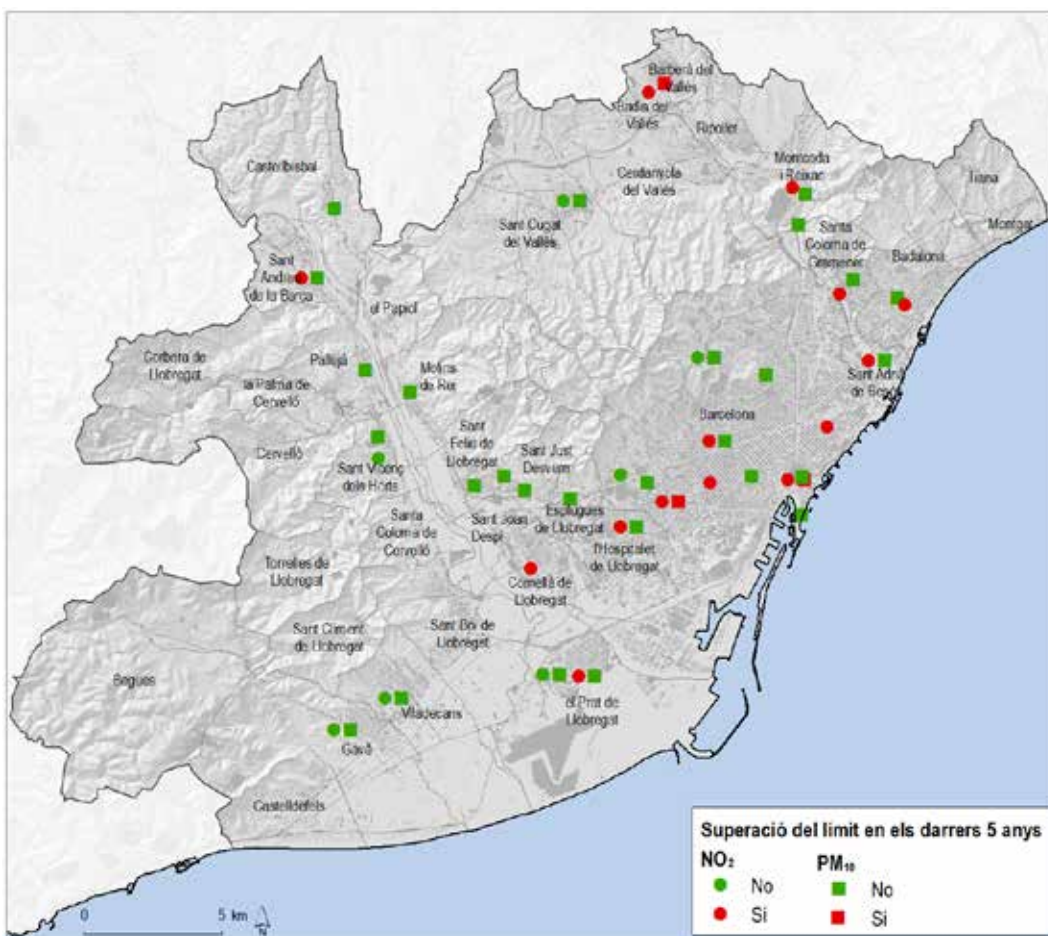 Barberà del
Vallès
Badia del
Vallès
Ripollet
Castellbisbal
Cerdanyola
del Vallès
Montcada
i Reixac
Tiana
Montgat
Sant Cugat
del Vallès
Santa
Coloma de
Gramenet
Badalona
Sant
Andreu
de la Barca
el Papiol
Corbera de
Llobregat
Pallejà
Molins
de Rei
la Palma de
Cervelló
Sant Adrià
de Besòs
Barcelona
Cervelló
Sant
Feliu de
Llobregat
Sant Just
Desvern
Sant Vicenç
dels Horts
Santa
Coloma de
Cervelló
Sant Joan
Despí
Esplugues
de Llobregat
l'Hospitalet
de Llobregat
Torrelles de
Llobregat
Cornellà de
Llobregat
Sant Climent
de Llobregat
Sant Boi de
Llobregat
Begues
Viladecans
el Prat de
Llobregat
Gavà
Castelldefels
Superació del límit en els darrers 5 anys
NO₂ PM₁₀
No No
Si Si
0 5 km
N